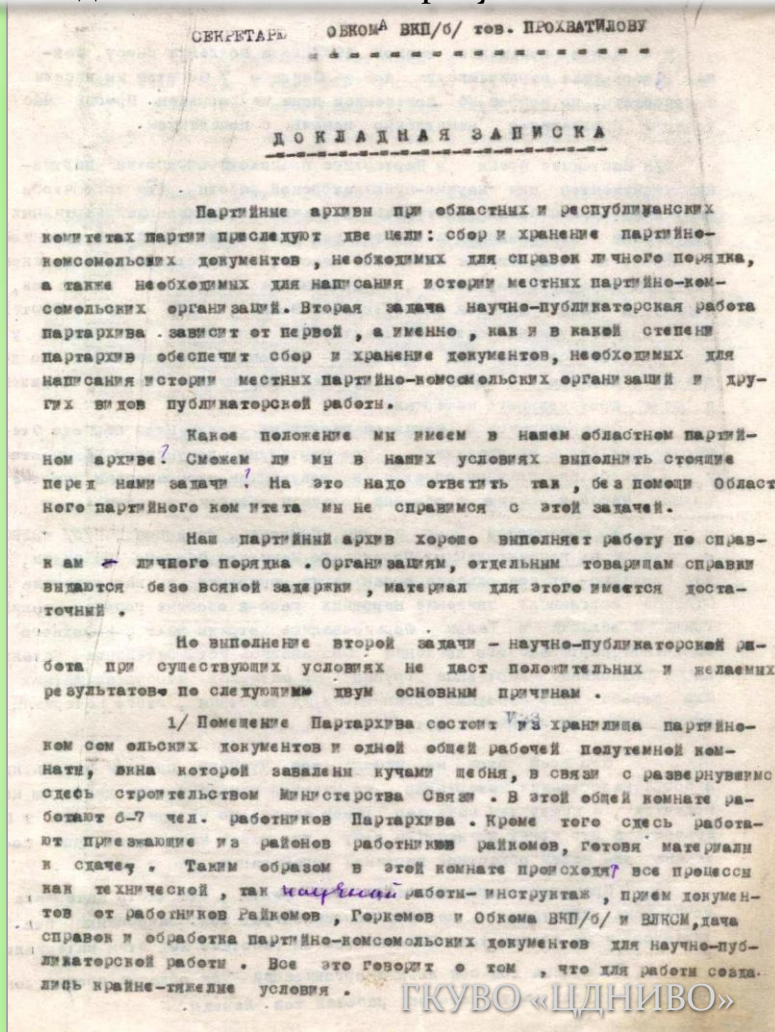 СЕКРЕТАРЮ ОБКОМА ВКП/б/ тов. ПРОХВАТИЛОВУ
ДОКЛАДНАЯ ЗАПИСКА
Партийные архивы при областных и республиканских
комитетах партии приследуют две цели: сбор и хранение партийно-
комсомольских документов , необходимых для справок личного порядка,
а также необходимых для написания истории местных партийно-ком-
сомольских организаций. Вторая задача научно-публикаторская работа
партархива зависит от первой , а именно , как и в какой степени
партархив обеспечит сбор и хранение документов, необходимых для
написания истории местных партийно-комсомольских организаций и дру-
гих видов публикаторской работы.
Какое положение мы имеем в нашем областном партий-
ном архиве? Сможем ли мы в наших условиях выполнить стоящие
перед нами задачи? На это надо ответить так , без помощи Област
ного партийного комитета мы не справимся с этой задачей.
Наш партийный архив хорошо выполняет работу по справ-
кам личного порядка . Организациям, отдельным товарищам справки
выдаются безо всякой задержки , материал для этого имеется доста-
точный .
Но выполнение второй задачи - научно-публикаторской ра-
бота при существующих условиях не даст положительных и желаемых
результатов по следующим двум основным причинам .
1/ Помещение Партархива состоит из хранилища партийно-
ком сом ольских документов и одной общей рабочей полутемной ком-
наты, окна которой завалены кучами щебня, в связи с развернувшимс
сдесь строительством Министерства Связи . В этой общей комнате ра-
ботают 6-7 чел. работников Партархива . Кроме того сдесь работа-
ют приезжающие из районов работников райкомов, готовя материалы
к сдаче, . Таким образом в этой комнате происходят все процессы
как технической , так научной работы- инструктаж , прием докумен-
тов от работников Райкомов , Горкомов и Обкома ВКП/б/ и ВЛКСМ,дача
справок и обработка партийно-комсомольских документов для научно-пуб-
ликаторской работы . Все это говорит о том , что для работы созда
лись крайне-тяжелые условия .
ГКУВО «ЦДНИВО»